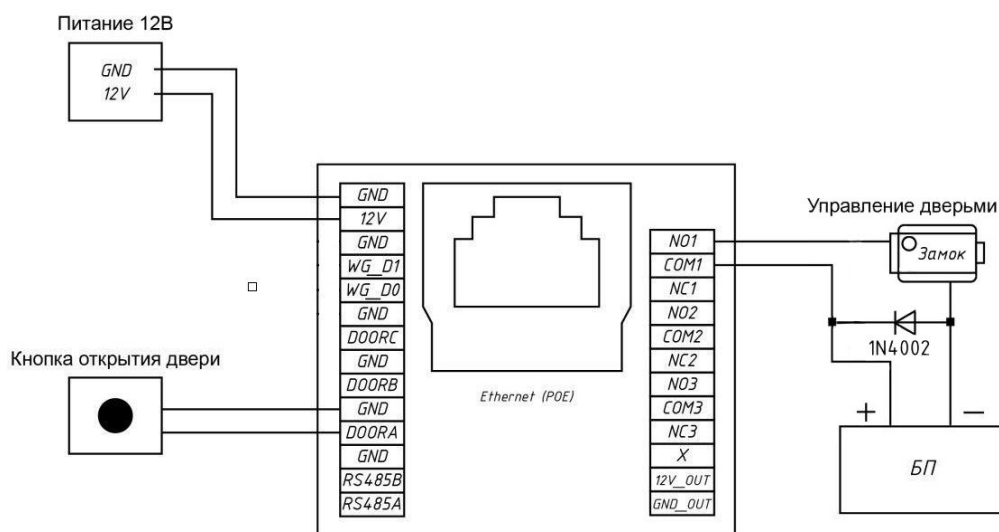 Питание 12В
GND
12V
GND
12V
GND
WG_D1
WG_D0
GND
DOORC
GND
DOORB
GND
DOORA
GND
RS485B
RS485A
Кнопка открытия двери
Ethernet (POE)
NO1
COM1
NC1
NO2
COM2
NC2
NO3
COM3
NC3
X
12V_OUT
GND_OUT
Управление дверьми
Замок
1N4002
+ −
БП